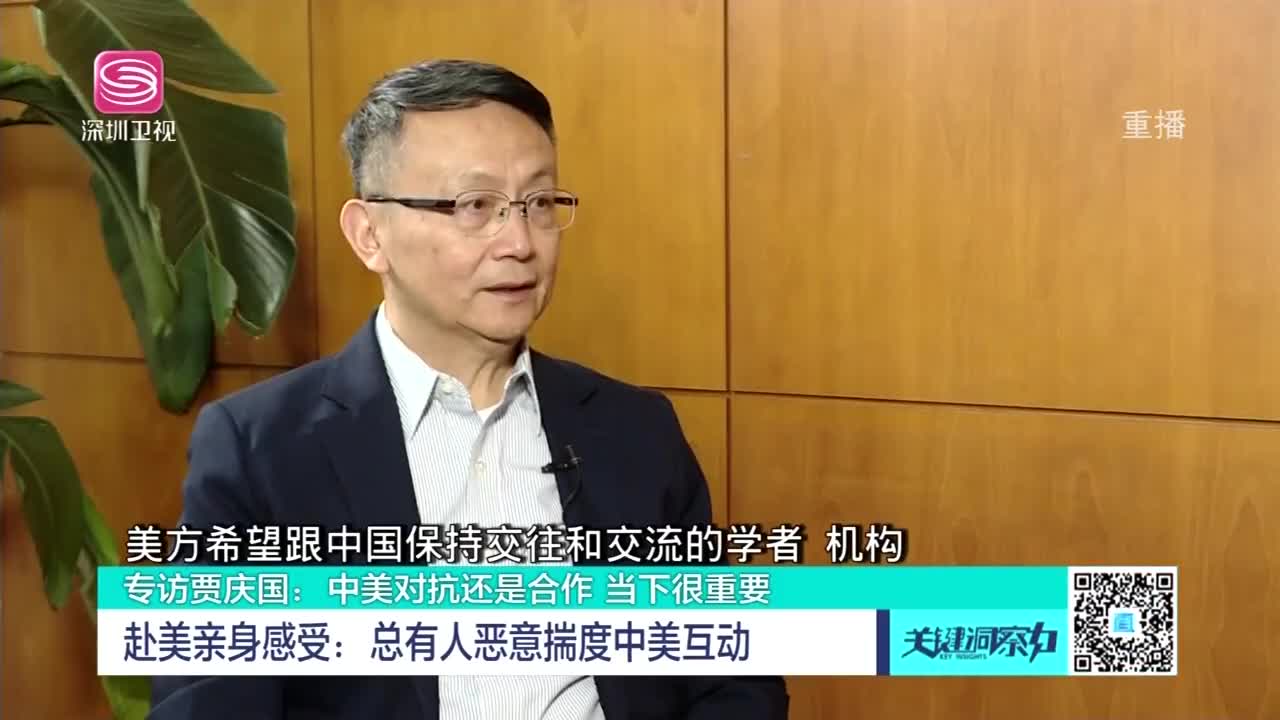 深圳卫视
重播
美方希望跟中国保持交往和交流的学者 机构
专访贾庆国：中美对抗还是合作 当下很重要
赴美亲身感受：总有人恶意揣度中美互动
关键洞察力
KEY INSIGHTS